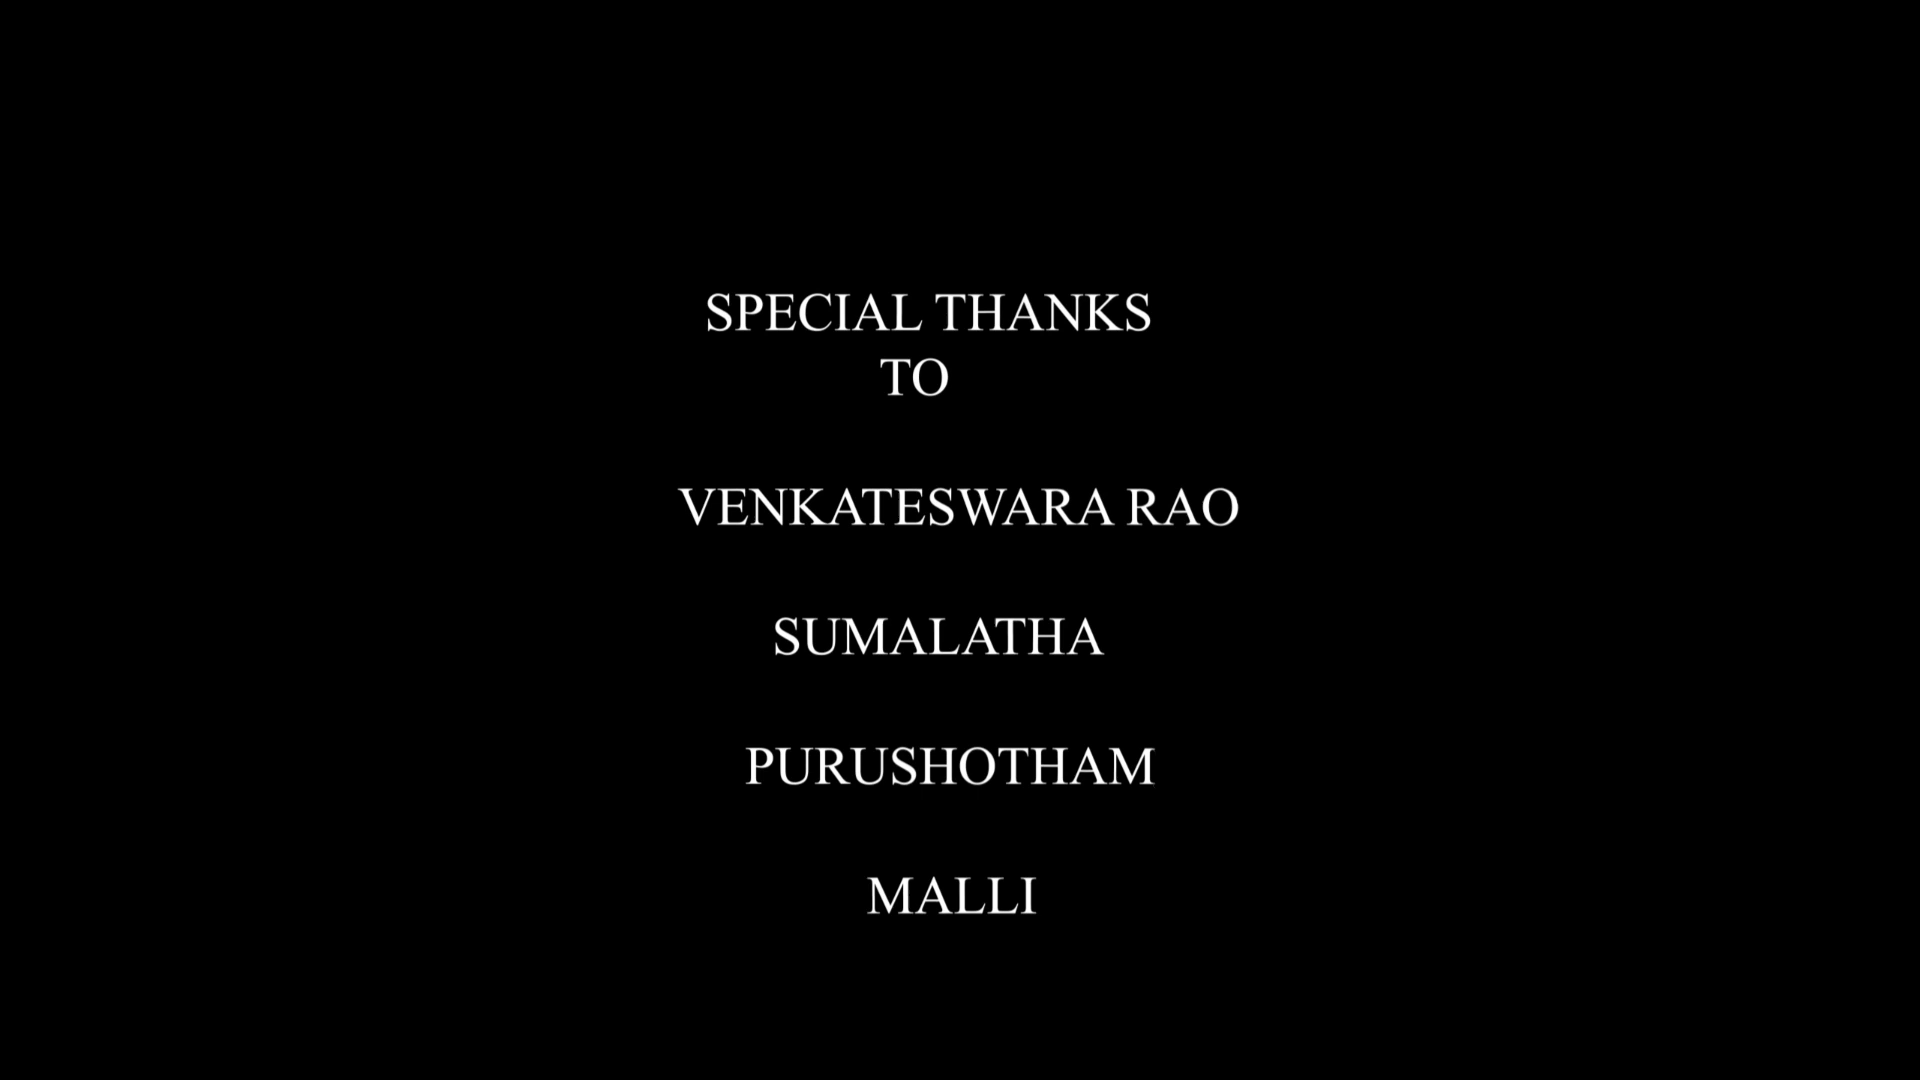 SPECIAL THANKS
TO
VENKATESWARA RAO
SUMALATHA
PURUSHOTHAM
MALLI